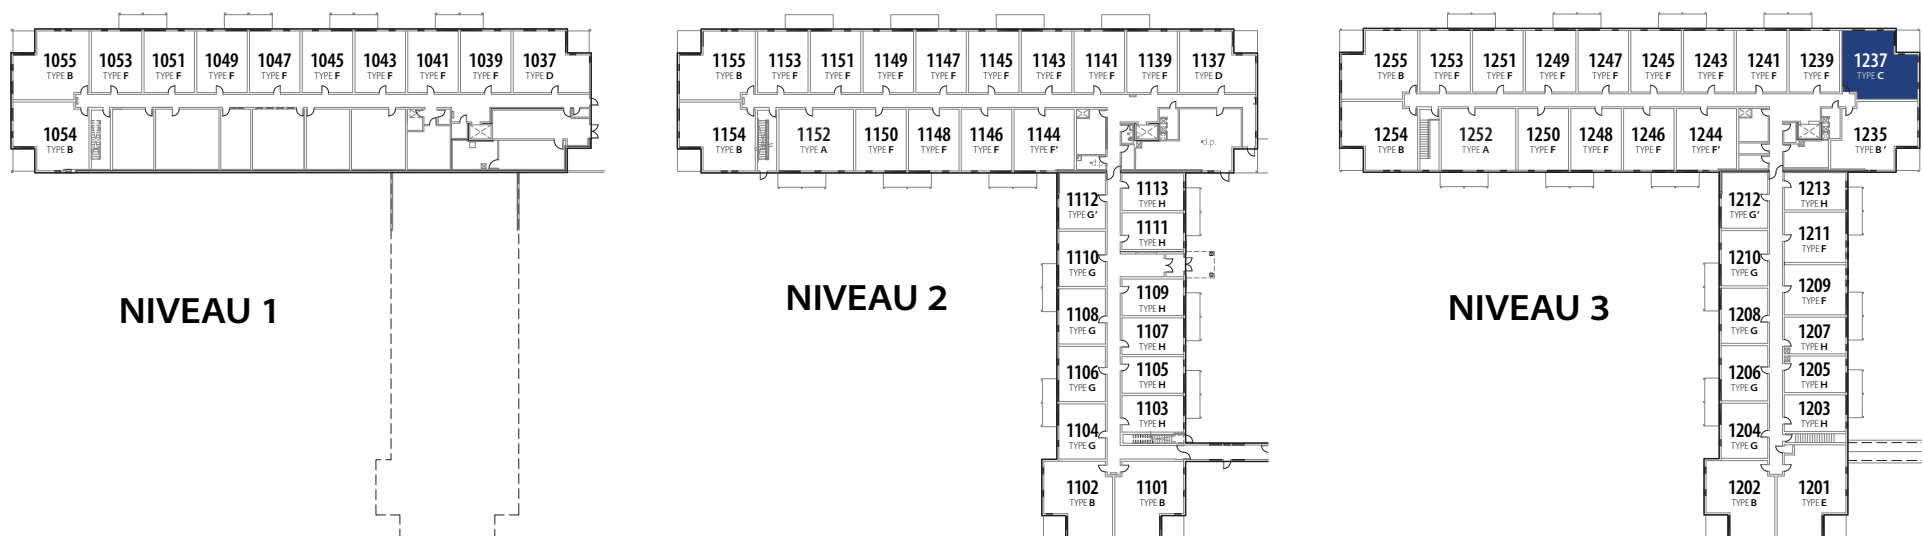 1055 1053 1051 1049 1047 1045 1043 1041 1039 1037
TYPE B TYPE F TYPE F TYPE F TYPE F TYPE F TYPE F TYPE F TYPE F TYPE D
1054
TYPE B
NIVEAU 1
1155 1153 1151 1149 1147 1145 1143 1141 1139 1137
TYPE B TYPE F TYPE F TYPE F TYPE F TYPE F TYPE F TYPE F TYPE F TYPE D
1154 1152 1150 1148 1146 1144
TYPE B TYPE A TYPE F TYPE F TYPE F TYPE F'
d.p.
d.p.
1112 1113
TYPE G' TYPE H
1111
TYPE H
1110
TYPE G
1109
TYPE H
1108
TYPE G
1107
TYPE H
1106 1105
TYPE G TYPE H
1103
TYPE H
1104
TYPE G
1102 1101
TYPE B TYPE B
NIVEAU 2
1255 1253 1251 1249 1247 1245 1243 1241 1239 1237
TYPE B TYPE F TYPE F TYPE F TYPE F TYPE F TYPE F TYPE F TYPE F TYPE C
1254 1252 1250 1248 1246 1244 1235
TYPE B TYPE A TYPE F TYPE F TYPE F TYPE F' TYPE B '
1212 1213
TYPE G' TYPE H
1211
TYPE F
1210
TYPE G
1209
TYPE F
1208
TYPE G
1207
TYPE H
1206 1205
TYPE G TYPE H
1203
TYPE H
1204
TYPE G
1202 1201
TYPE B TYPE E
NIVEAU 3